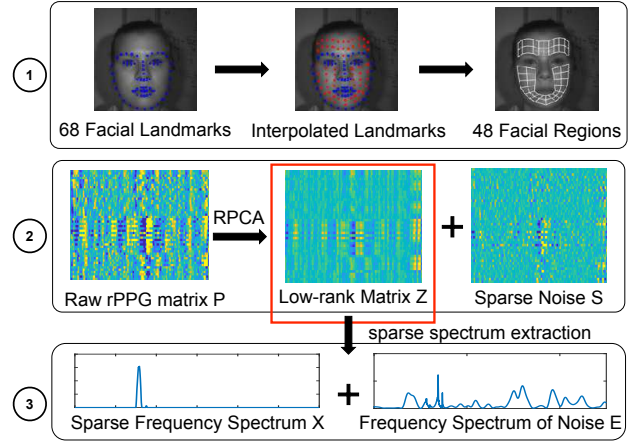 1
68 Facial Landmarks
Interpolated Landmarks
48 Facial Regions
2
RPCA
Raw rPPG matrix P
Low-rank Matrix Z
Sparse Noise S
sparse spectrum extraction
3
Sparse Frequency Spectrum X
Frequency Spectrum of Noise E